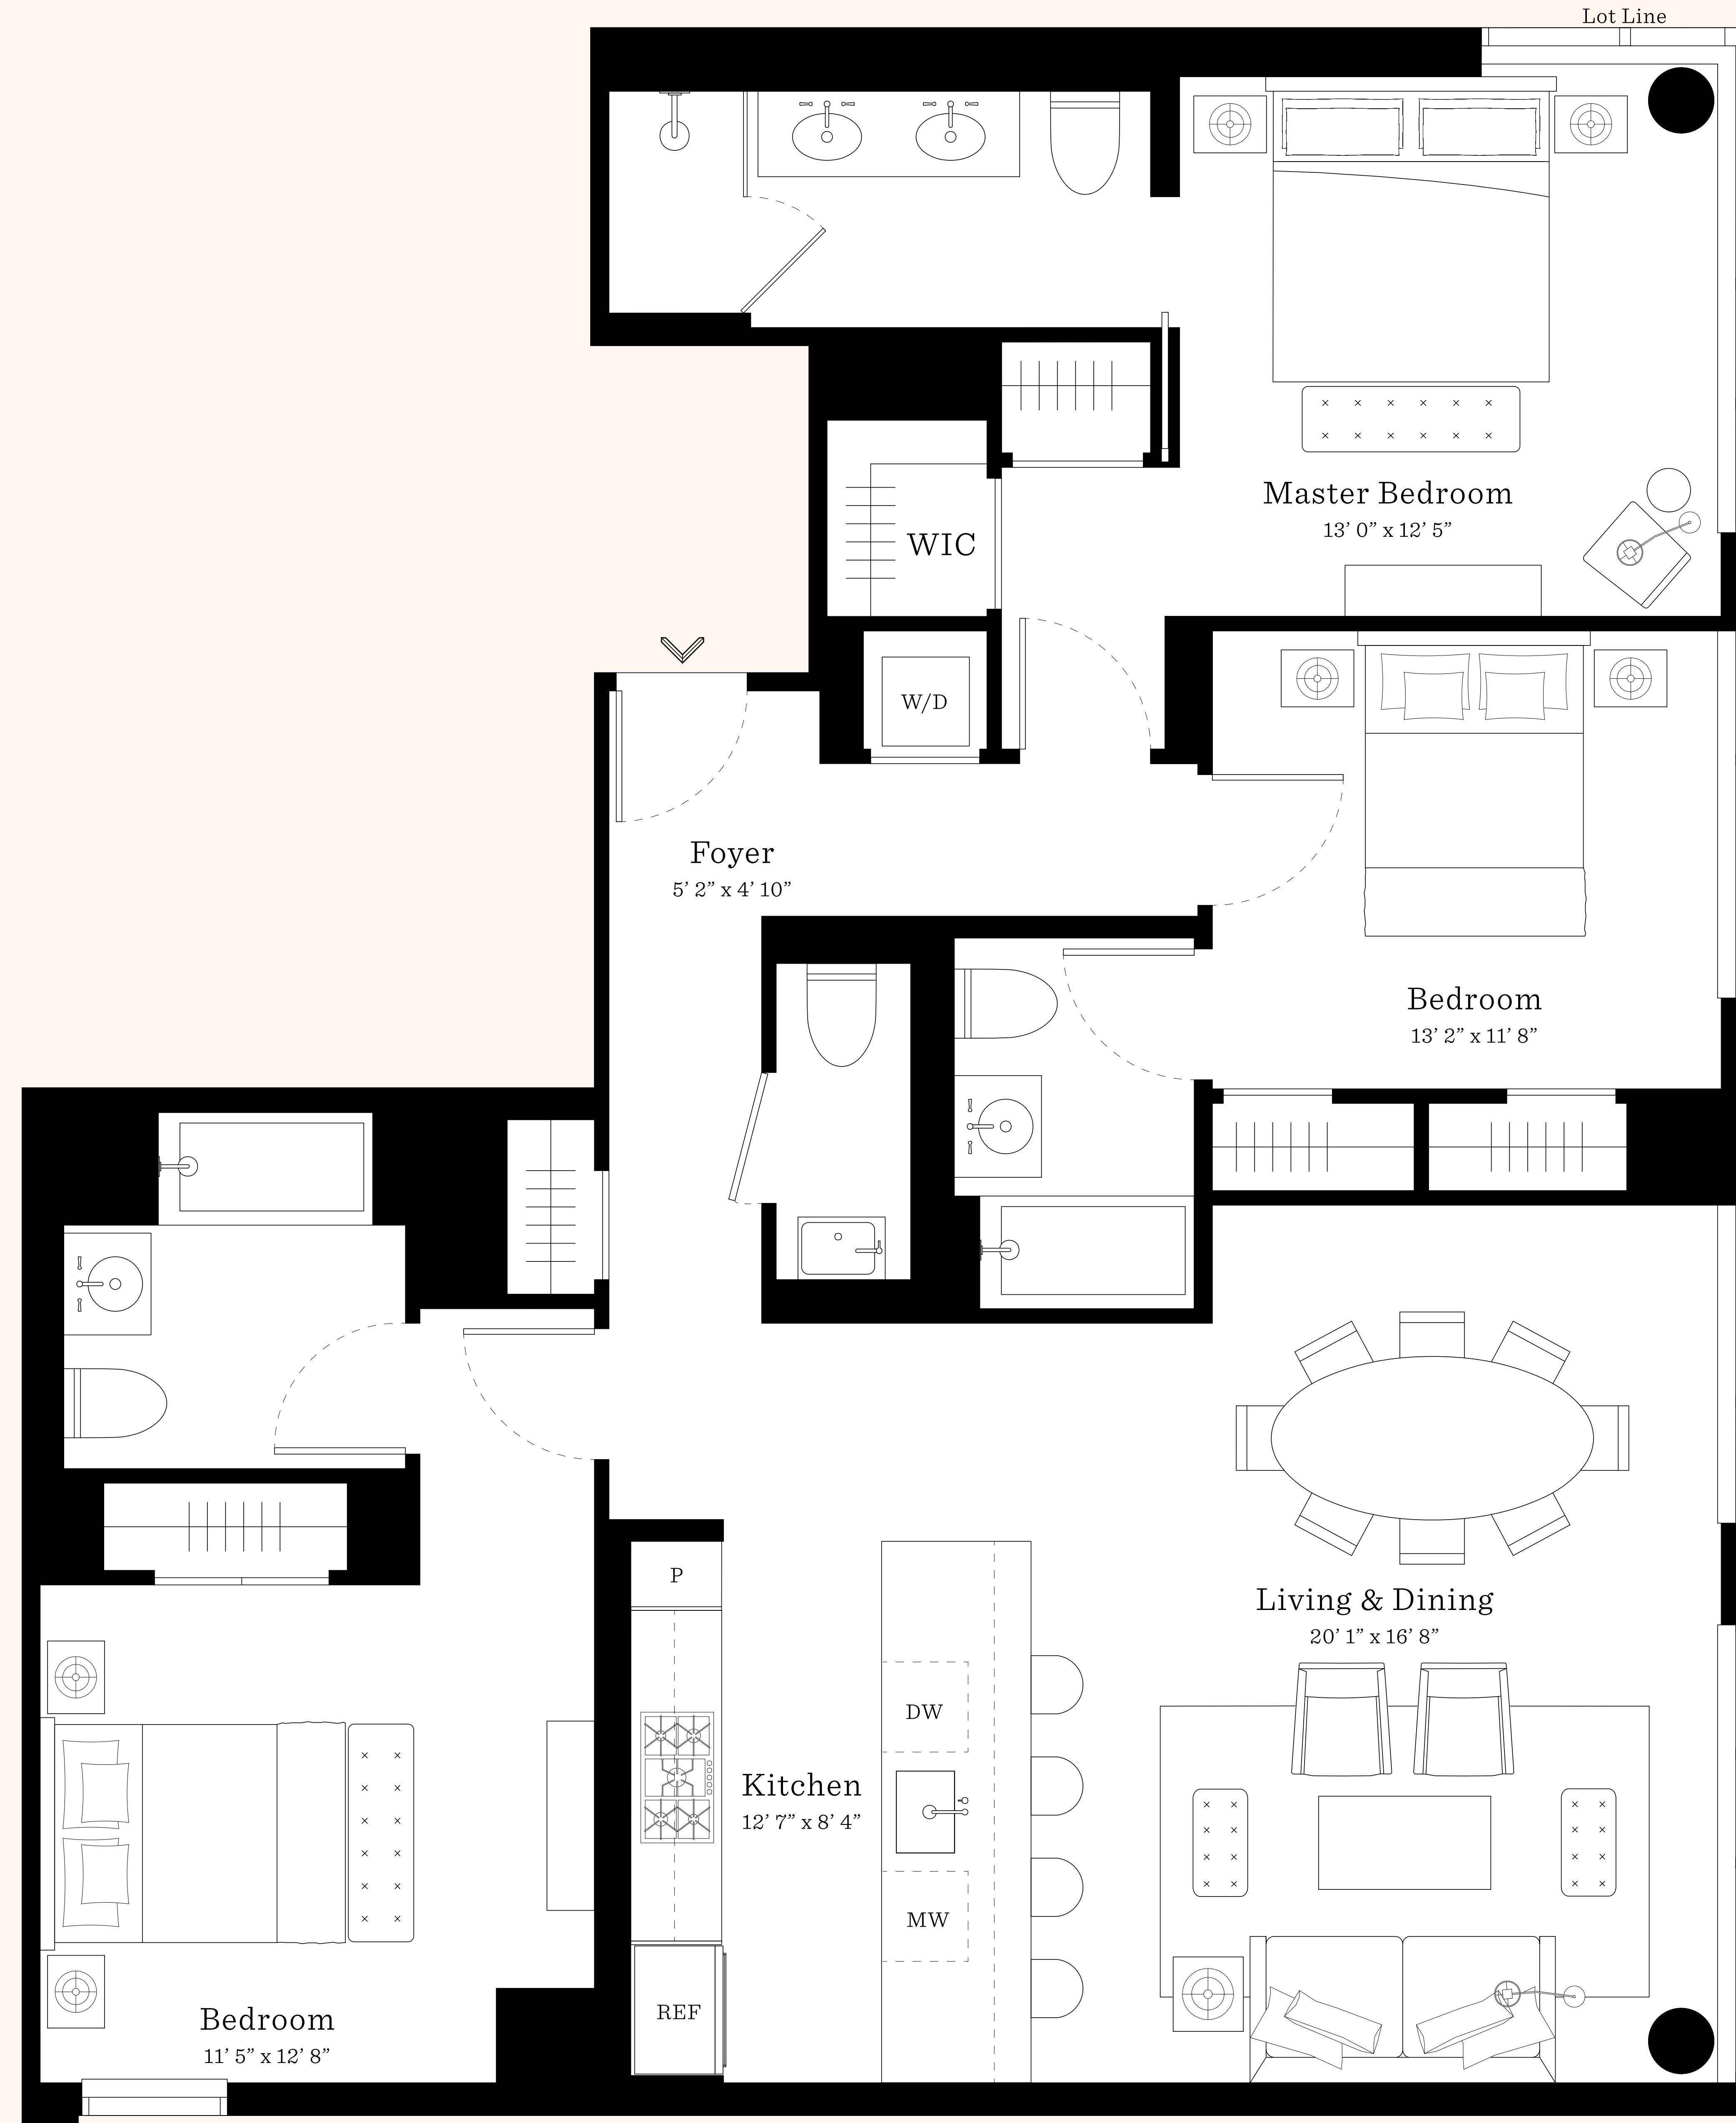 Lot Line
Master Bedroom
13’ 0” x 12’ 5”
WIC
W/D
Foyer
5’ 2” x 4’ 10”
Bedroom
13’ 2” x 11’ 8”
Living & Dining
20’ 1” x 16’ 8”
P
DW
Kitchen
12’ 7” x 8’ 4”
MW
REF
Bedroom
11’ 5” x 12’ 8”